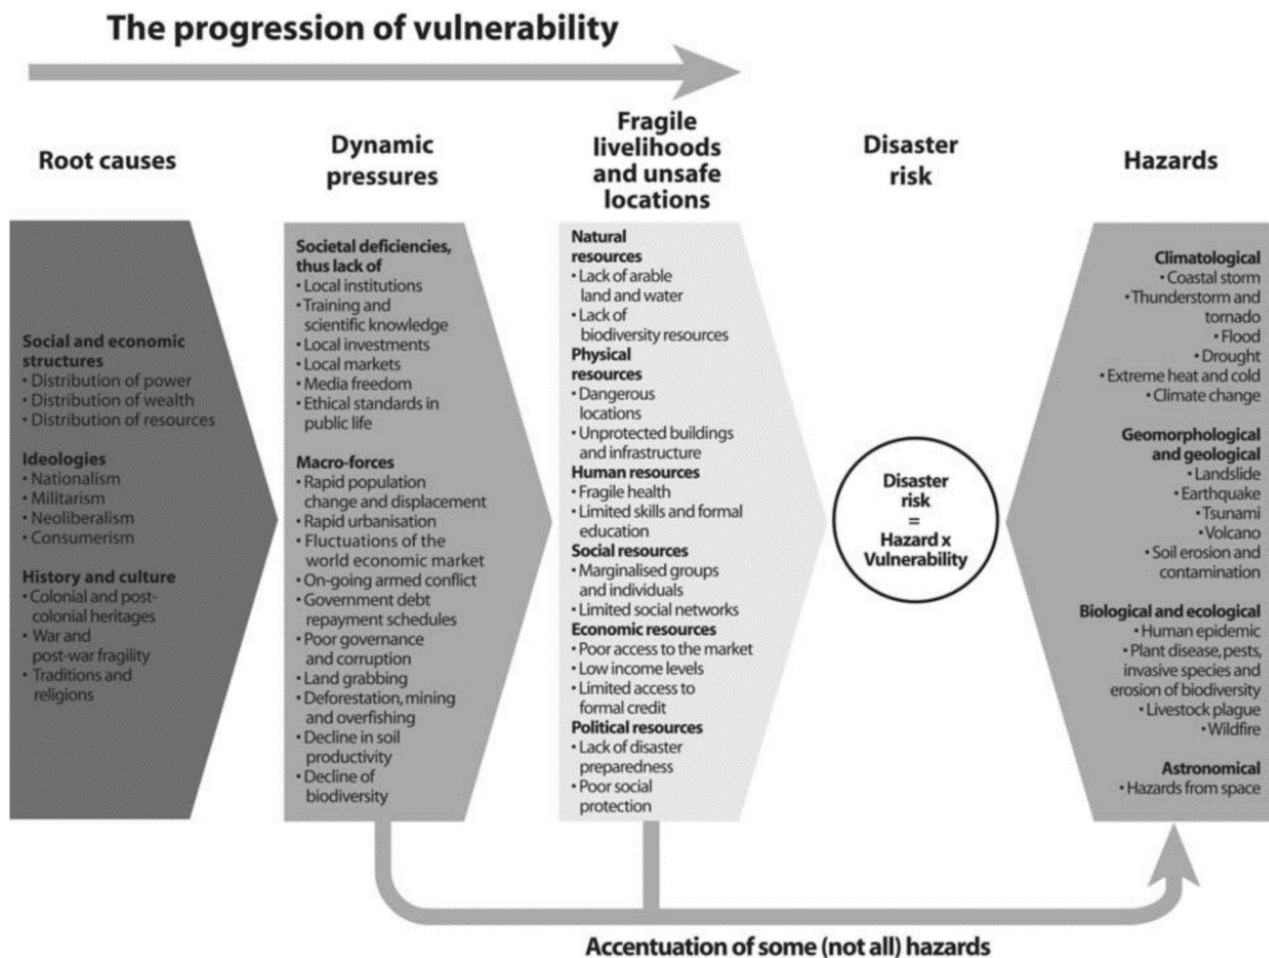 The progression of vulnerability
Root causes
Dynamic
pressures
Fragile
livelihoods
and unsafe
locations
Disaster
risk
Hazards
Social and economic
structures
• Distribution of power
• Distribution of wealth
• Distribution of resources
Ideologies
• Nationalism
• Militarism
• Neoliberalism
• Consumerism
History and culture
• Colonial and post-
colonial heritages
• War and
post-war fragility
• Traditions and
religions
Societal deficiencies,
thus lack of
• Local institutions
• Training and
scientific knowledge
• Local investments
• Local markets
• Media freedom
• Ethical standards in
public life
Macro-forces
• Rapid population
change and displacement
• Rapid urbanisation
• Fluctuations of the
world economic market
• On-going armed conflict
• Government debt
repayment schedules
• Poor governance
and corruption
• Land grabbing
• Deforestation, mining
and overfishing
• Decline in soil
productivity
• Decline of
biodiversity
Natural
resources
• Lack of arable
land and water
• Lack of
biodiversity resources
Physical
resources
• Dangerous
locations
• Unprotected buildings
and infrastructure
Human resources
• Fragile health
• Limited skills and formal
education
Social resources
• Marginalised groups
and individuals
• Limited social networks
Economic resources
• Poor access to the market
• Low income levels
• Limited access to
formal credit
Political resources
• Lack of disaster
preparedness
• Poor social
protection
Disaster
risk
=
Hazard x
Vulnerability
Climatological
• Coastal storm
• Thunderstorm and
tornado
• Flood
• Drought
• Extreme heat and cold
• Climate change
Geomorphological
and geological
• Landslide
• Earthquake
• Tsunami
• Volcano
• Soil erosion and
contamination
Biological and ecological
• Human epidemic
• Plant disease, pests,
invasive species and
erosion of biodiversity
• Livestock plague
• Wildfire
Astronomical
• Hazards from space
Accentuation of some (not all) hazards